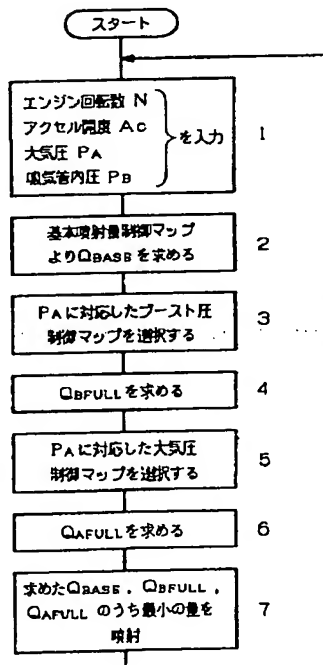 スタート
エンジン回転数 N
アクセル開度 Ac
大気圧 PA
吸気管内圧 PB
を入力
1
基本噴射量制御マップ
よりQBASEを求める
2
PAに対応したブースト圧
制御マップを選択する
3
QBFULLを求める
4
PAに対応した大気圧
制御マップを選択する
5
QAFULLを求める
6
求めたQBASE,QBFULL,
QAFULLのうち最小の量を
噴射
7